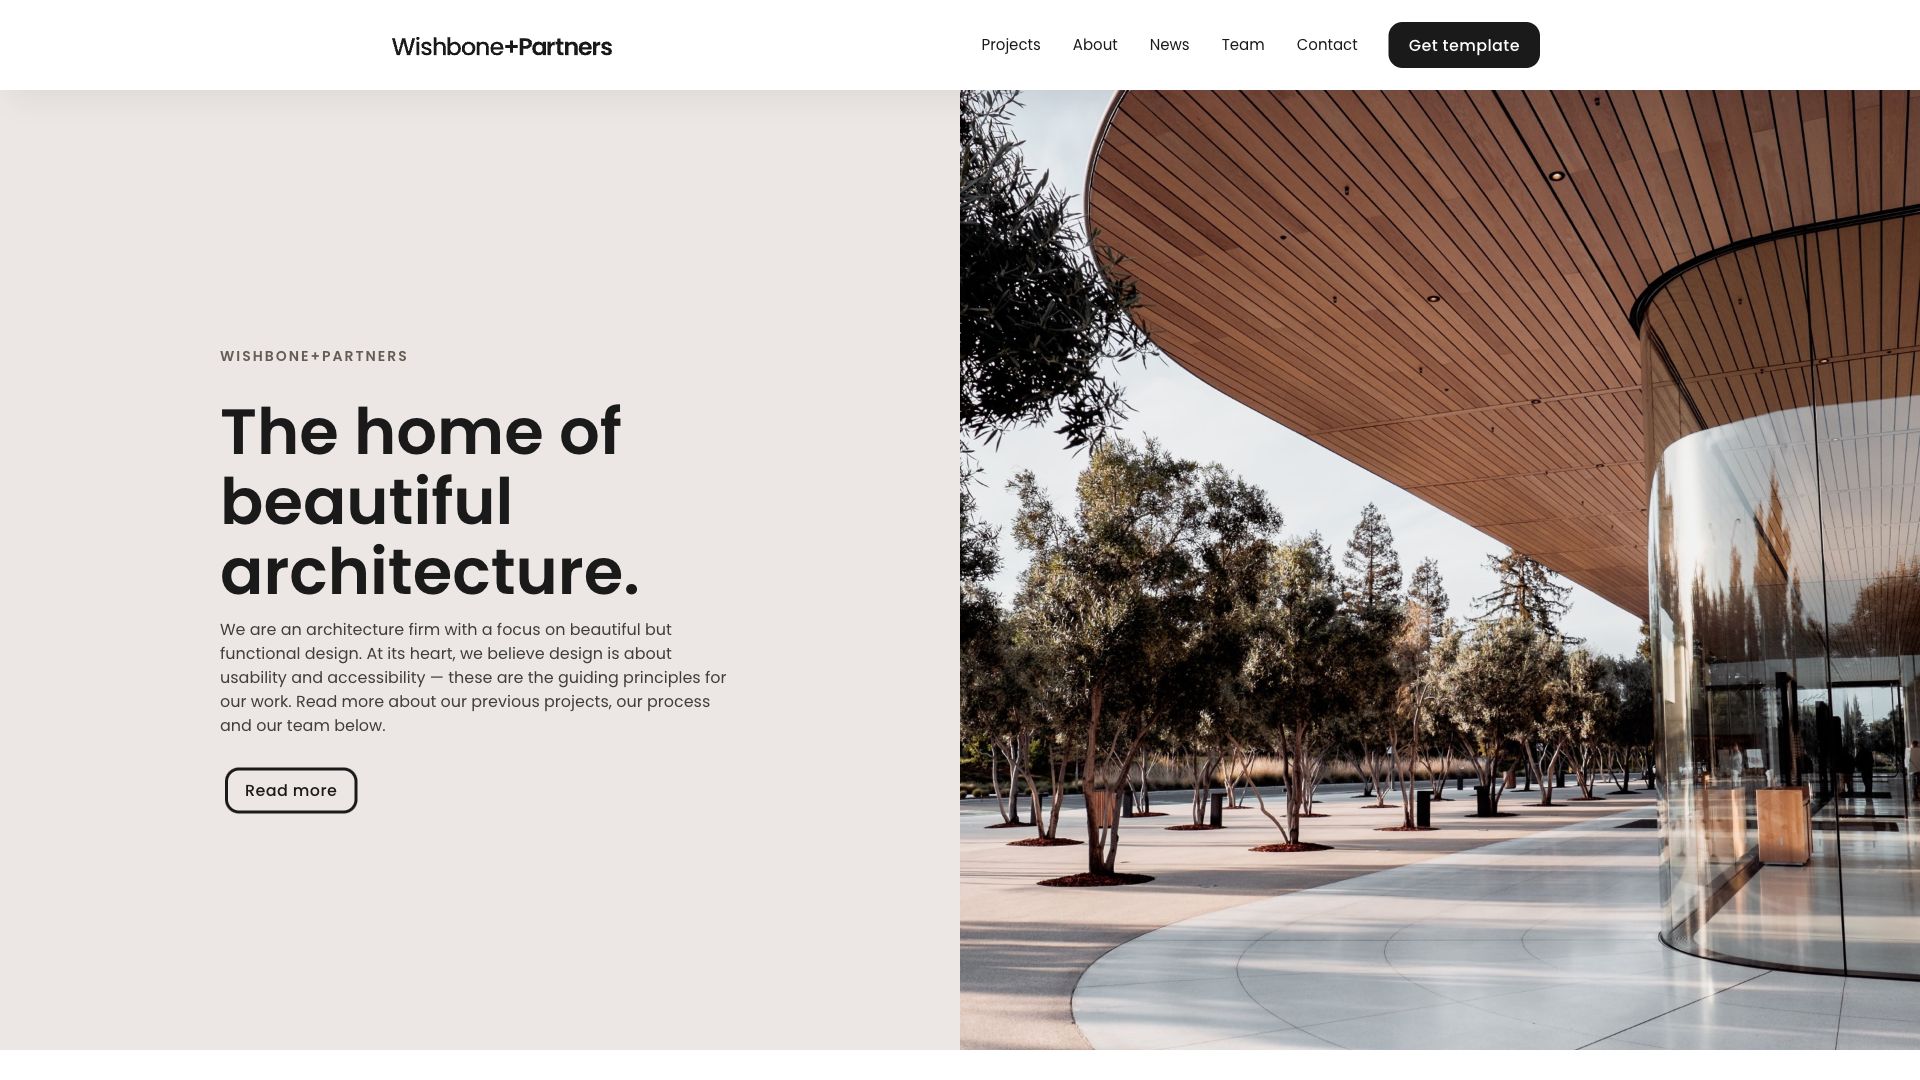 Wishbone+Partners
Projects About News Team Contact Get template
WISHBONE+PARTNERS
The home of
beautiful
architecture.
We are an architecture firm with a focus on beautiful but
functional design. At its heart, we believe design is about
usability and accessibility — these are the guiding principles for
our work. Read more about our previous projects, our process
and our team below.
Read more